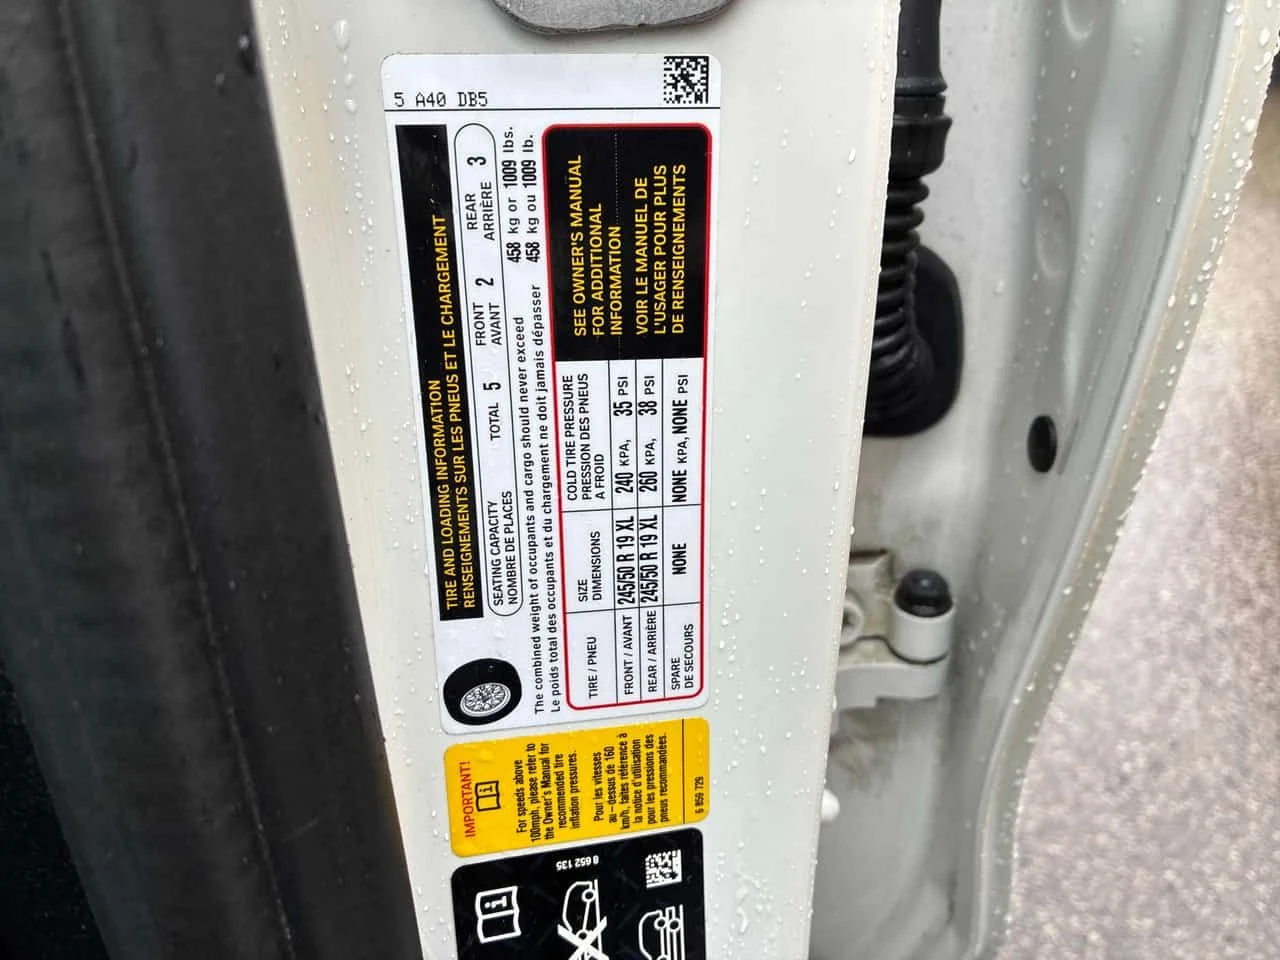 5 A40 DB5
TIRE AND LOADING INFORMATION
RENSEIGNEMENTS SUR LES PNEUS ET LE CHARGEMENT
SEATING CAPACITY
NOMBRE DE PLACES
TOTAL 5
FRONT
AVANT 2
REAR
ARRIÈRE 3
The combined weight of occupants and cargo should never exceed 458 kg or 1009 lbs.
Le poids total des occupants et du chargement ne doit jamais dépasser 458 kg ou 1009 lb.
TIRE / PNEU
SIZE
DIMENSIONS
COLD TIRE PRESSURE
PRESSION DES PNEUS
A FROID
FRONT / AVANT 245/50 R 19 XL 240 KPA, 35 PSI
REAR / ARRIÈRE 245/50 R 19 XL 260 KPA, 38 PSI
SPARE
DE SECOURS
NONE NONE KPA, NONE PSI
SEE OWNER'S MANUAL
FOR ADDITIONAL
INFORMATION
VOIR LE MANUEL DE
L'USAGER POUR PLUS
DE RENSEIGNEMENTS
IMPORTANT!
For speeds above
100mph, please refer to
the Owner's Manual for
recommended tire
inflation pressures.
Pour les vitesses
au-dessus de 160
km/h, faites référence à
la notice d'utilisation
pour les pressions des
pneus recommandées.
6 859 729
8 652 135